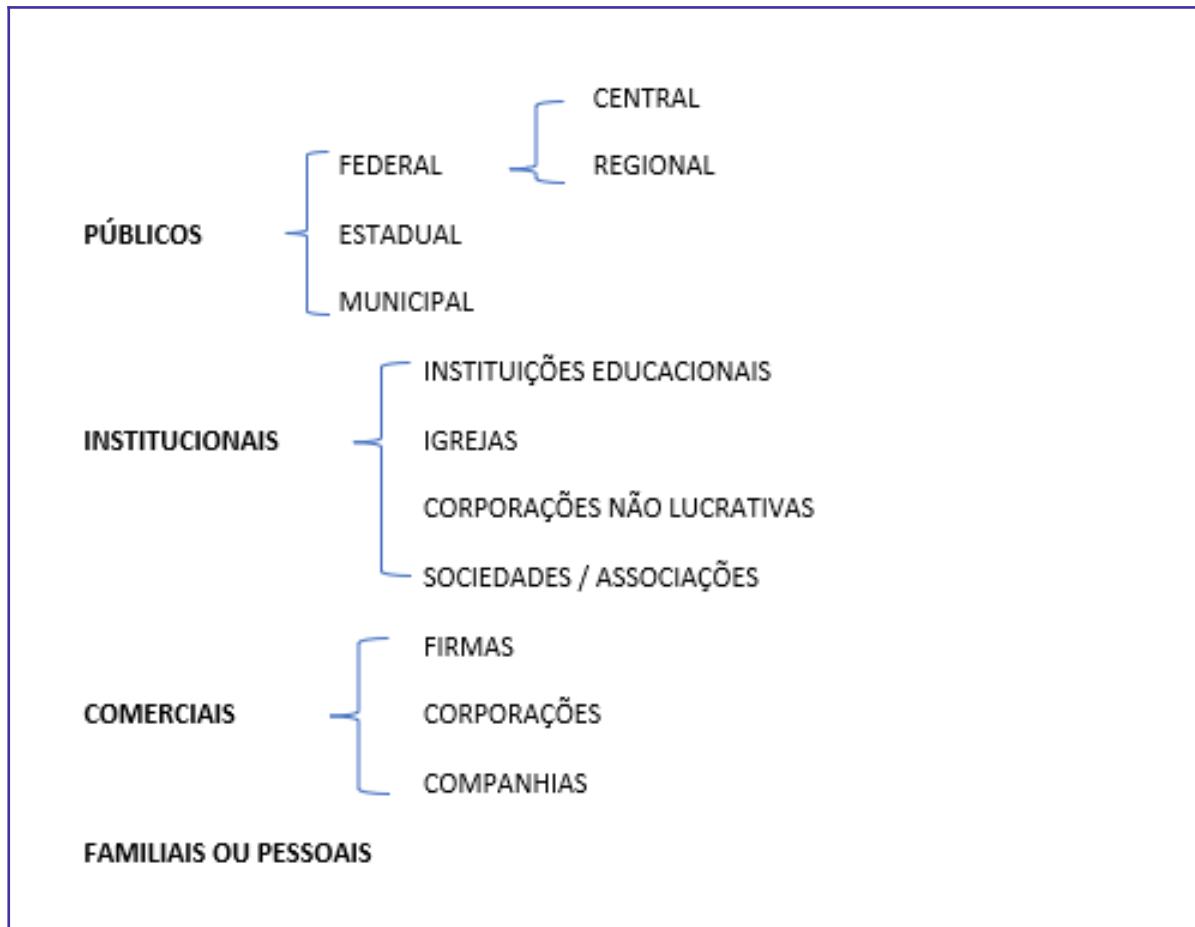 CENTRAL
FEDERAL REGIONAL
PÚBLICOS ESTADUAL
MUNICIPAL
INSTITUIÇÕES EDUCACIONAIS
INSTITUCIONAIS IGREJAS
CORPORAÇÕES NÃO LUCRATIVAS
SOCIEDADES / ASSOCIAÇÕES
FIRMAS
COMERCIAIS CORPORAÇÕES
COMPANHIAS
FAMILIAIS OU PESSOAIS